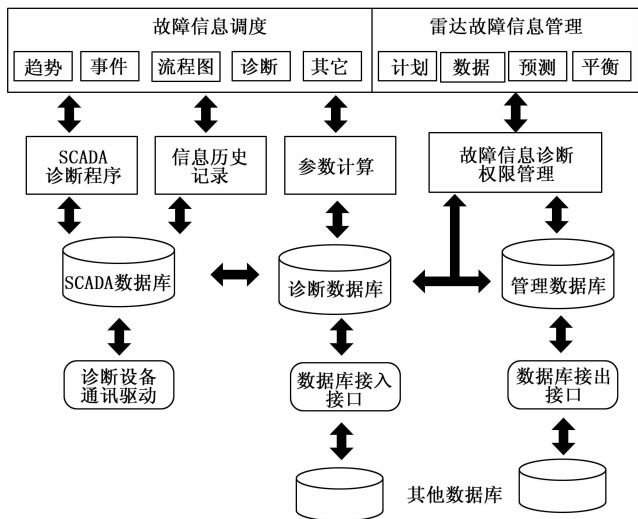 故障信息调度
雷达故障信息管理
趋势
事件
流程图
诊断
其它
计划
数据
预测
平衡
SCADA
诊断程序
信息历史
记录
参数计算
故障信息诊断
权限管理
SCADA数据库
诊断数据库
管理数据库
诊断设备
通讯驱动
数据库接入
接口
数据库接出
接口
其他数据库